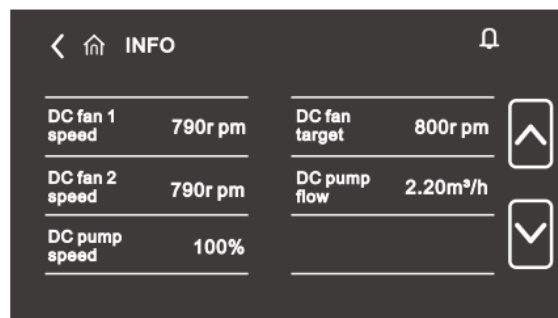 INFO
DC fan 1
speed
790r pm
DC fan
target
800r pm
DC fan 2
speed
790r pm
DC pump
flow
2.20m³/h
DC pump
speed
100%